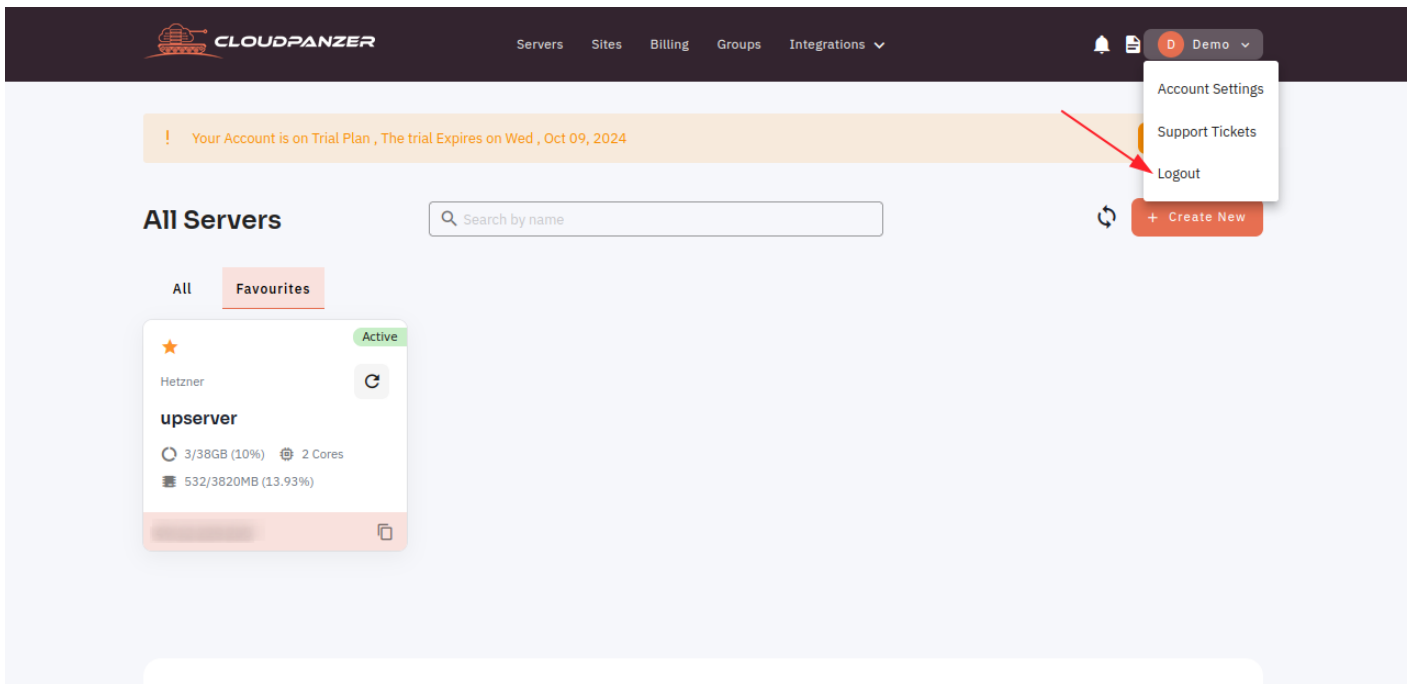 CLOUDPANZER
Servers Sites Billing Groups Integrations
D Demo
Account Settings
Support Tickets
Logout
! Your Account is on Trial Plan , The trial Expires on Wed , Oct 09, 2024
All Servers
Search by name
+ Create New
All Favourites
Active
Hetzner
upserver
3/38GB (10%) 2 Cores
532/3820MB (13.93%)